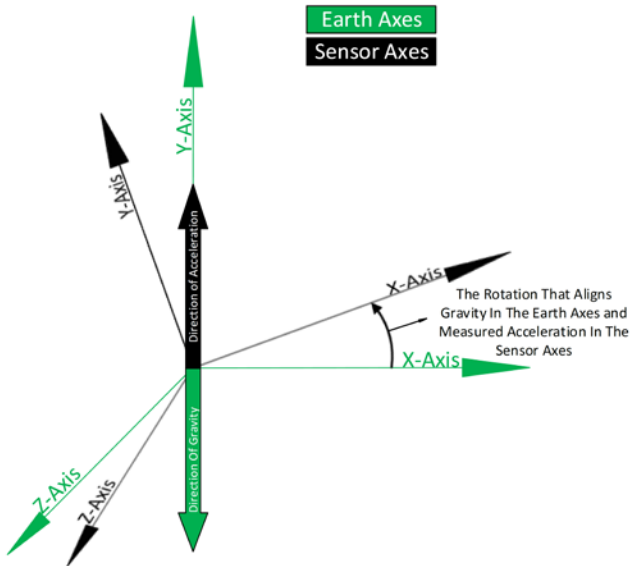 Earth Axes
Sensor Axes
Y-Axis
Y-Axis
Direction of Acceleration
X-Axis
The Rotation That Aligns
Gravity In The Earth Axes and
Measured Acceleration In The
Sensor Axes
X-Axis
Direction Of Gravity
Z-Axis
Z-Axis